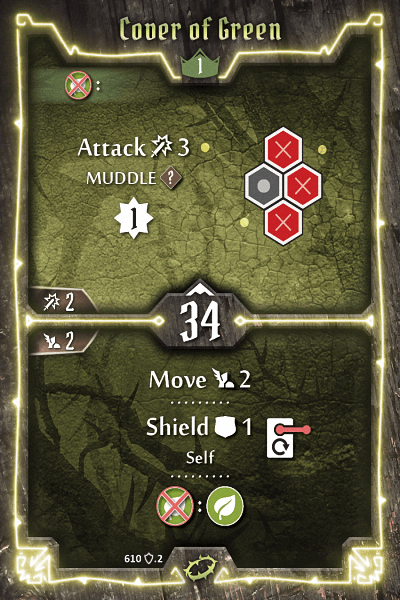 Cover of Green
1
:
Attack 3
MUDDLE ?
1
2
34
2
Move 2
Shield 1
Self
:
610 .2